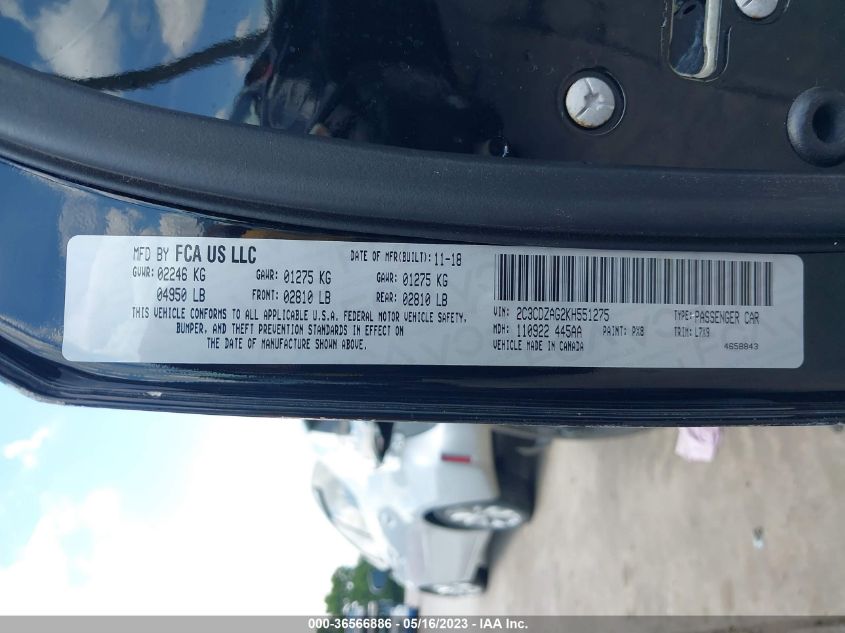 MFD BY FCA US LLC DATE OF MFR(BUILT): 11-18
GVWR: 02246 KG GAWR: 01275 KG GAWR: 01275 KG
04950 LB FRONT: 02810 LB REAR: 02810 LB
THIS VEHICLE CONFORMS TO ALL APPLICABLE U.S.A. FEDERAL MOTOR VEHICLE SAFETY,
BUMPER, AND THEFT PREVENTION STANDARDS IN EFFECT ON
THE DATE OF MANUFACTURE SHOWN ABOVE.
VIN: 2C3CDZAG2KH551275 TYPE: PASSENGER CAR
MDH: 110922 445AA PAINT: PX8 TRIM: L7X9
VEHICLE MADE IN CANADA 4658843
000-36566886 - 05/16/2023 - IAA Inc.